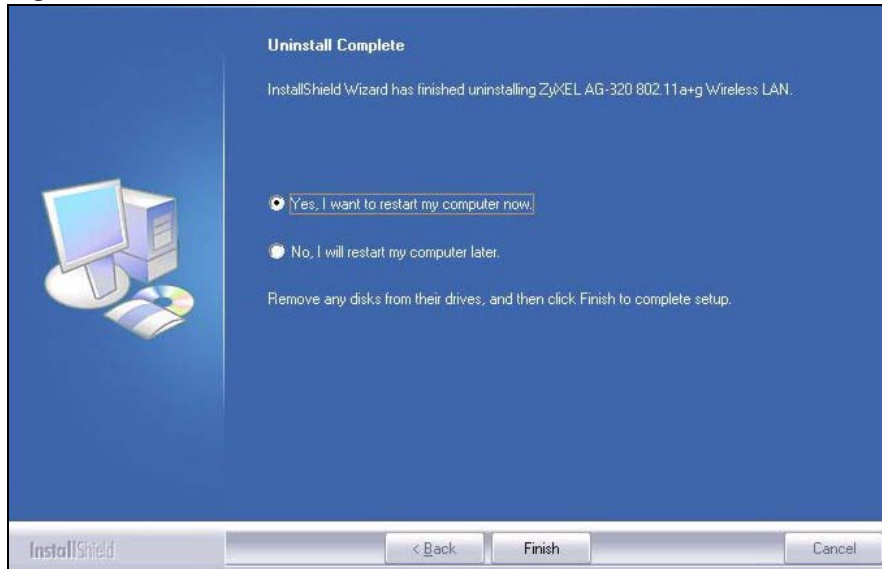 Uninstall Complete
InstallShield Wizard has finished uninstalling ZyXEL AG-320 802.11a+g Wireless LAN.
Yes, I want to restart my computer now.
No, I will restart my computer later.
Remove any disks from their drives, and then click Finish to complete setup.
InstallShield
< Back Finish Cancel